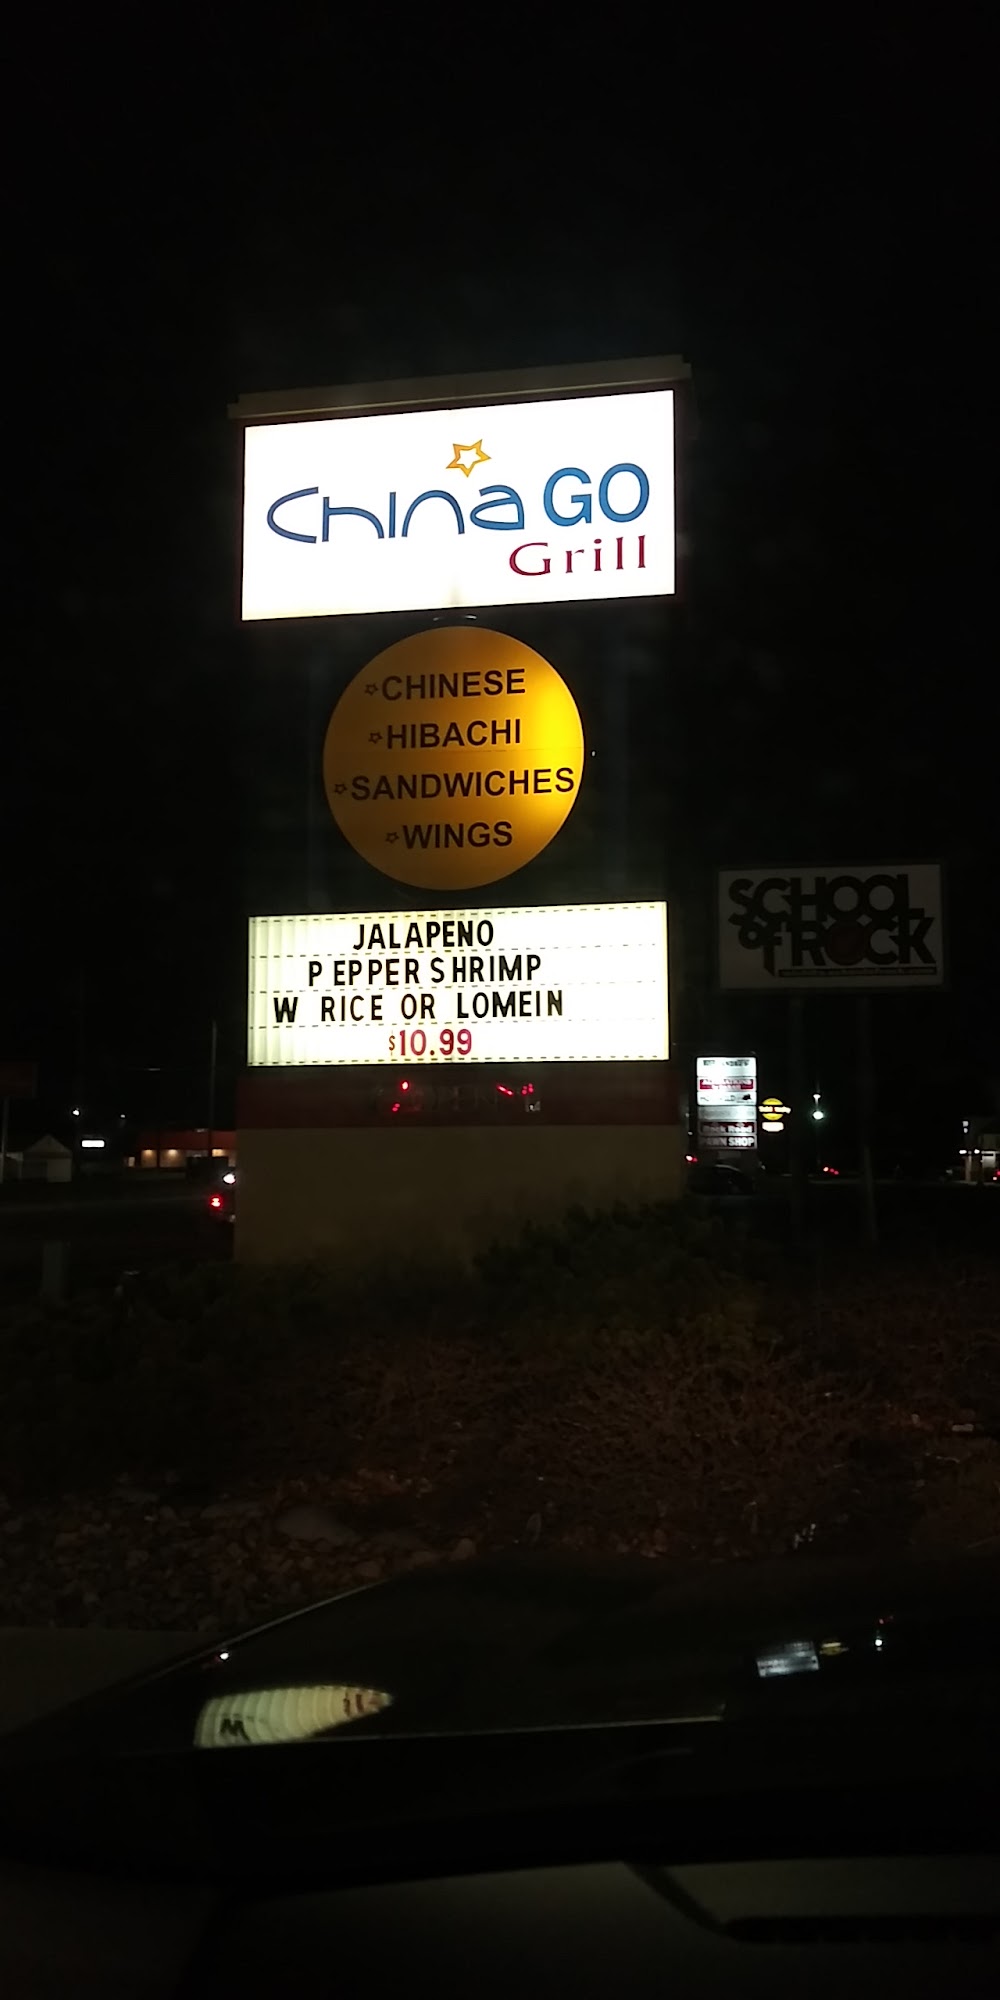 China GO
Grill
CHINESE
HIBACHI
SANDWICHES
WINGS
JALAPENO
PEPPER SHRIMP
W RICE OR LOMEIN
$10.99
SCHOOL
of ROCK
PAWN SHOP